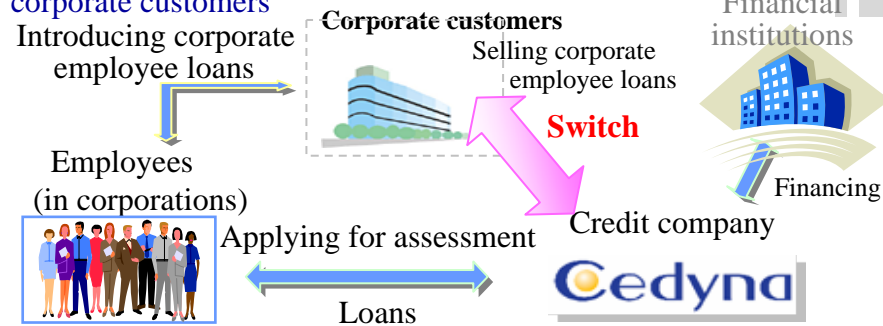 corporate customers
Introducing corporate
employee loans
Corporate customers
Selling corporate
employee loans
Financial
institutions
Switch
Employees
(in corporations)
Financing
Applying for assessment
Credit company
Cedyna
Loans